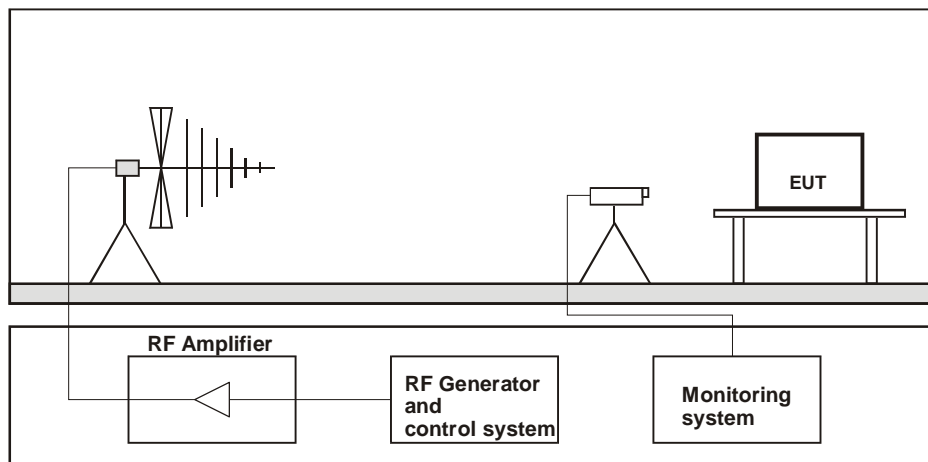 EUT
RF Amplifier
RF Generator
and
control system
Monitoring
system